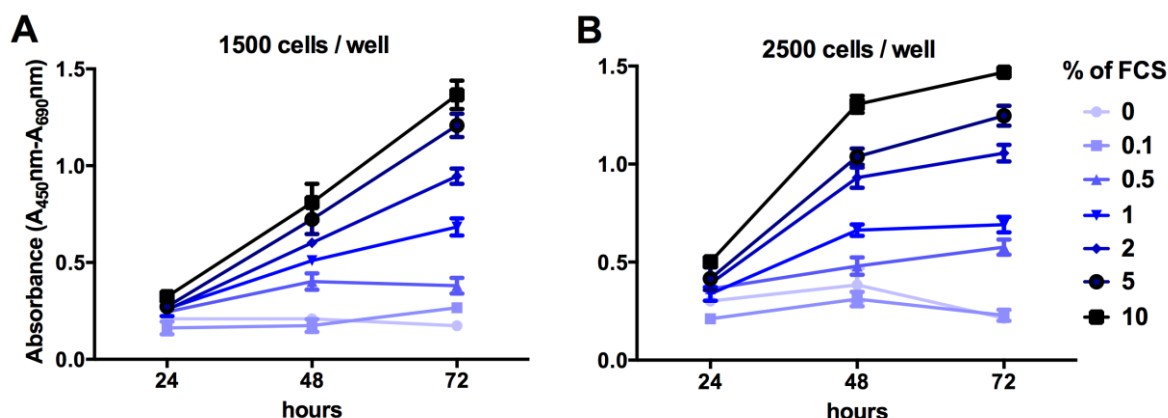 A
1500 cells / well
Absorbance (A450nm-A690nm)
1.5
1.0
0.5
0.0
24
48
72
hours
B
2500 cells / well
1.5
1.0
0.5
0.0
24
48
72
hours
% of FCS
0
0.1
0.5
1
2
5
10